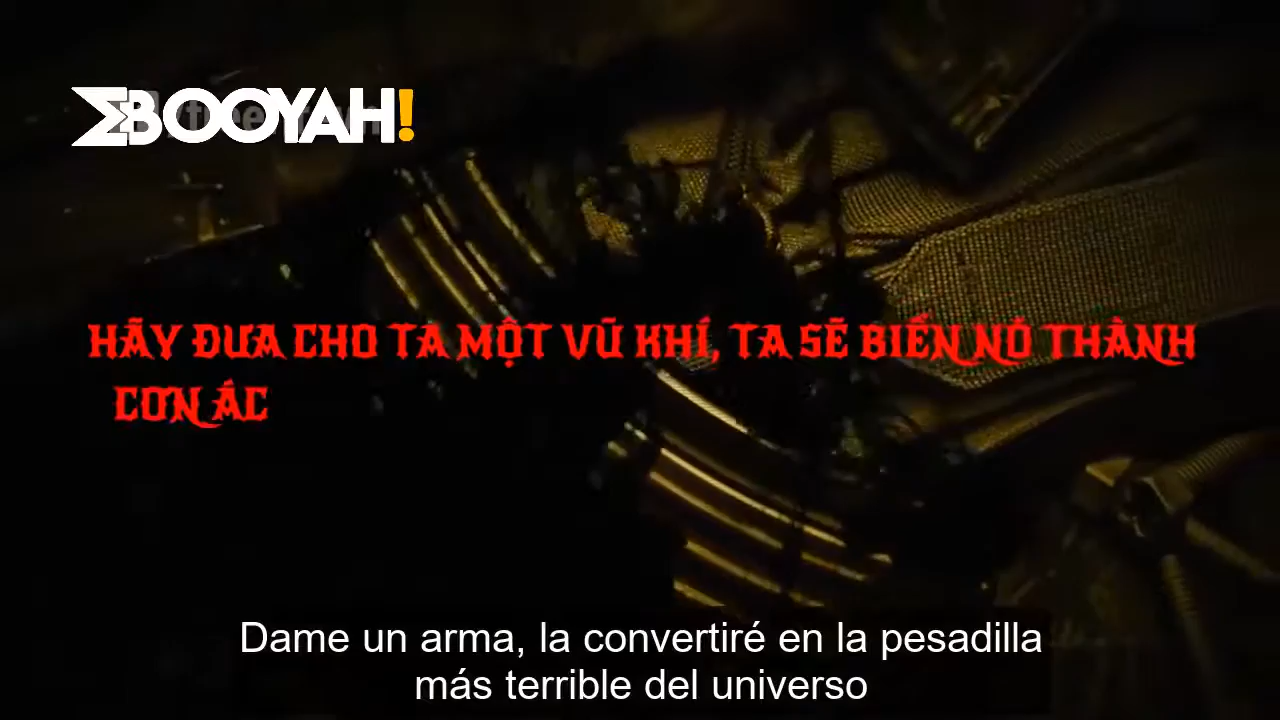 BOOYAH!
HÃY ĐƯA CHO TA MỘT VŨ KHÍ, TA SẼ BIẾN NÓ THÀNH
CƠN ÁC
Dame un arma, la convertiré en la pesadilla
más terrible del universo